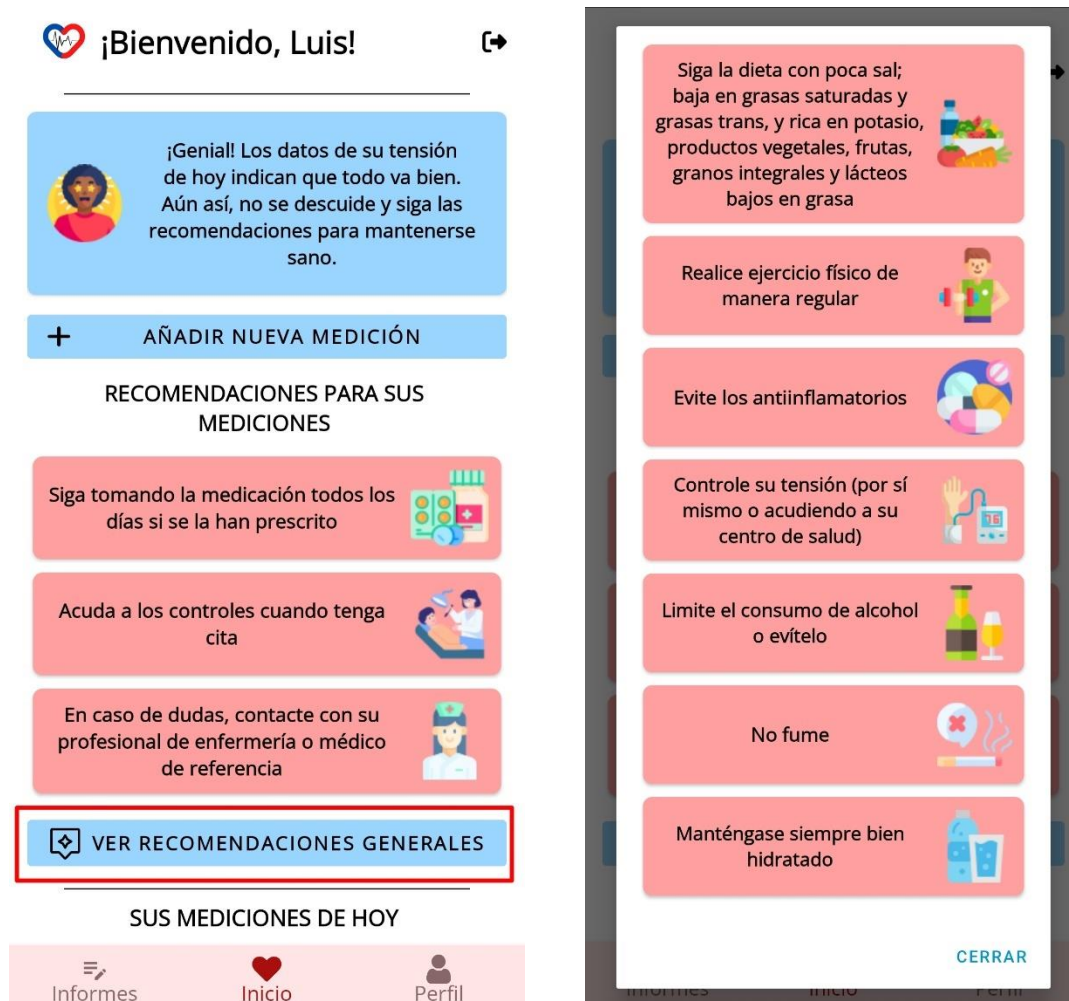 ¡Bienvenido, Luis!
¡Genial! Los datos de su tensión
de hoy indican que todo va bien.
Aún así, no se descuide y siga las
recomendaciones para mantenerse
sano.
AÑADIR NUEVA MEDICIÓN
RECOMENDACIONES PARA SUS
MEDICIONES
Siga tomando la medicación todos los
días si se la han prescrito
Acuda a los controles cuando tenga
cita
En caso de dudas, contacte con su
profesional de enfermería o médico
de referencia
VER RECOMENDACIONES GENERALES
SUS MEDICIONES DE HOY
Informes
Inicio
Perfil
Siga la dieta con poca sal;
baja en grasas saturadas y
grasas trans, y rica en potasio,
productos vegetales, frutas,
granos integrales y lácteos
bajos en grasa
Realice ejercicio físico de
manera regular
Evite los antiinflamatorios
Controle su tensión (por sí
mismo o acudiendo a su
centro de salud)
Limite el consumo de alcohol
o evítelo
No fume
Manténgase siempre bien
hidratado
CERRAR